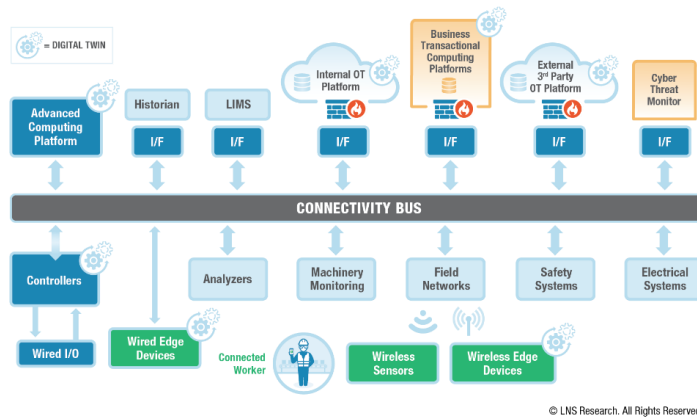 = DIGITAL TWIN
Advanced
Computing
Platform
Historian
I/F
LIMS
I/F
Internal OT
Platform
I/F
Business
Transactional
Computing
Platforms
I/F
External
3rd Party
OT Platform
I/F
Cyber
Threat
Monitor
I/F
CONNECTIVITY BUS
Controllers
Analyzers
Machinery
Monitoring
Field
Networks
Safety
Systems
Electrical
Systems
Wired I/O
Wired Edge
Devices
Connected
Worker
Wireless
Sensors
Wireless Edge
Devices
© LNS Research. All Rights Reserve